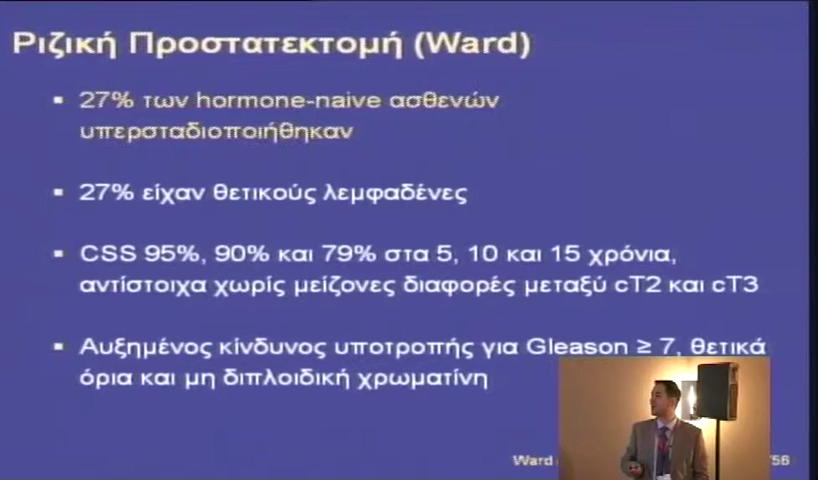 Ριζική Προστατεκτομή (Ward)
▪ 27% των hormone-naive ασθενών
υπερσταδιοποιήθηκαν
▪ 27% είχαν θετικούς λεμφαδένες
▪ CSS 95%, 90% και 79% στα 5, 10 και 15 χρόνια,
αντίστοιχα χωρίς μείζονες διαφορές μεταξύ cT2 και cT3
▪ Αυξημένος κίνδυνος υποτροπής για Gleason ≥ 7, θετικά
όρια και μη διπλοιδική χρωματίνη
Ward